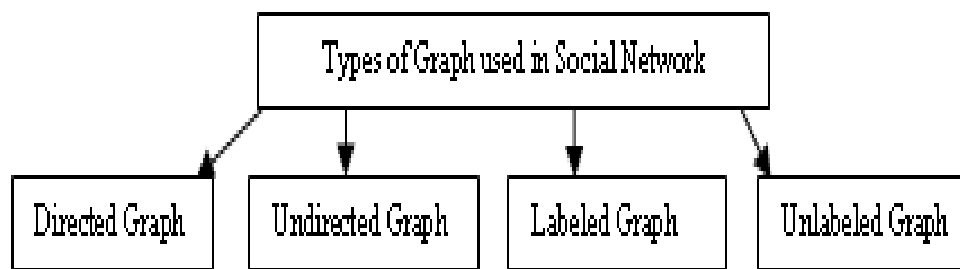 Types of Graph used in Social Network
Directed Graph
Undirected Graph
Labeled Graph
Unlabeled Graph